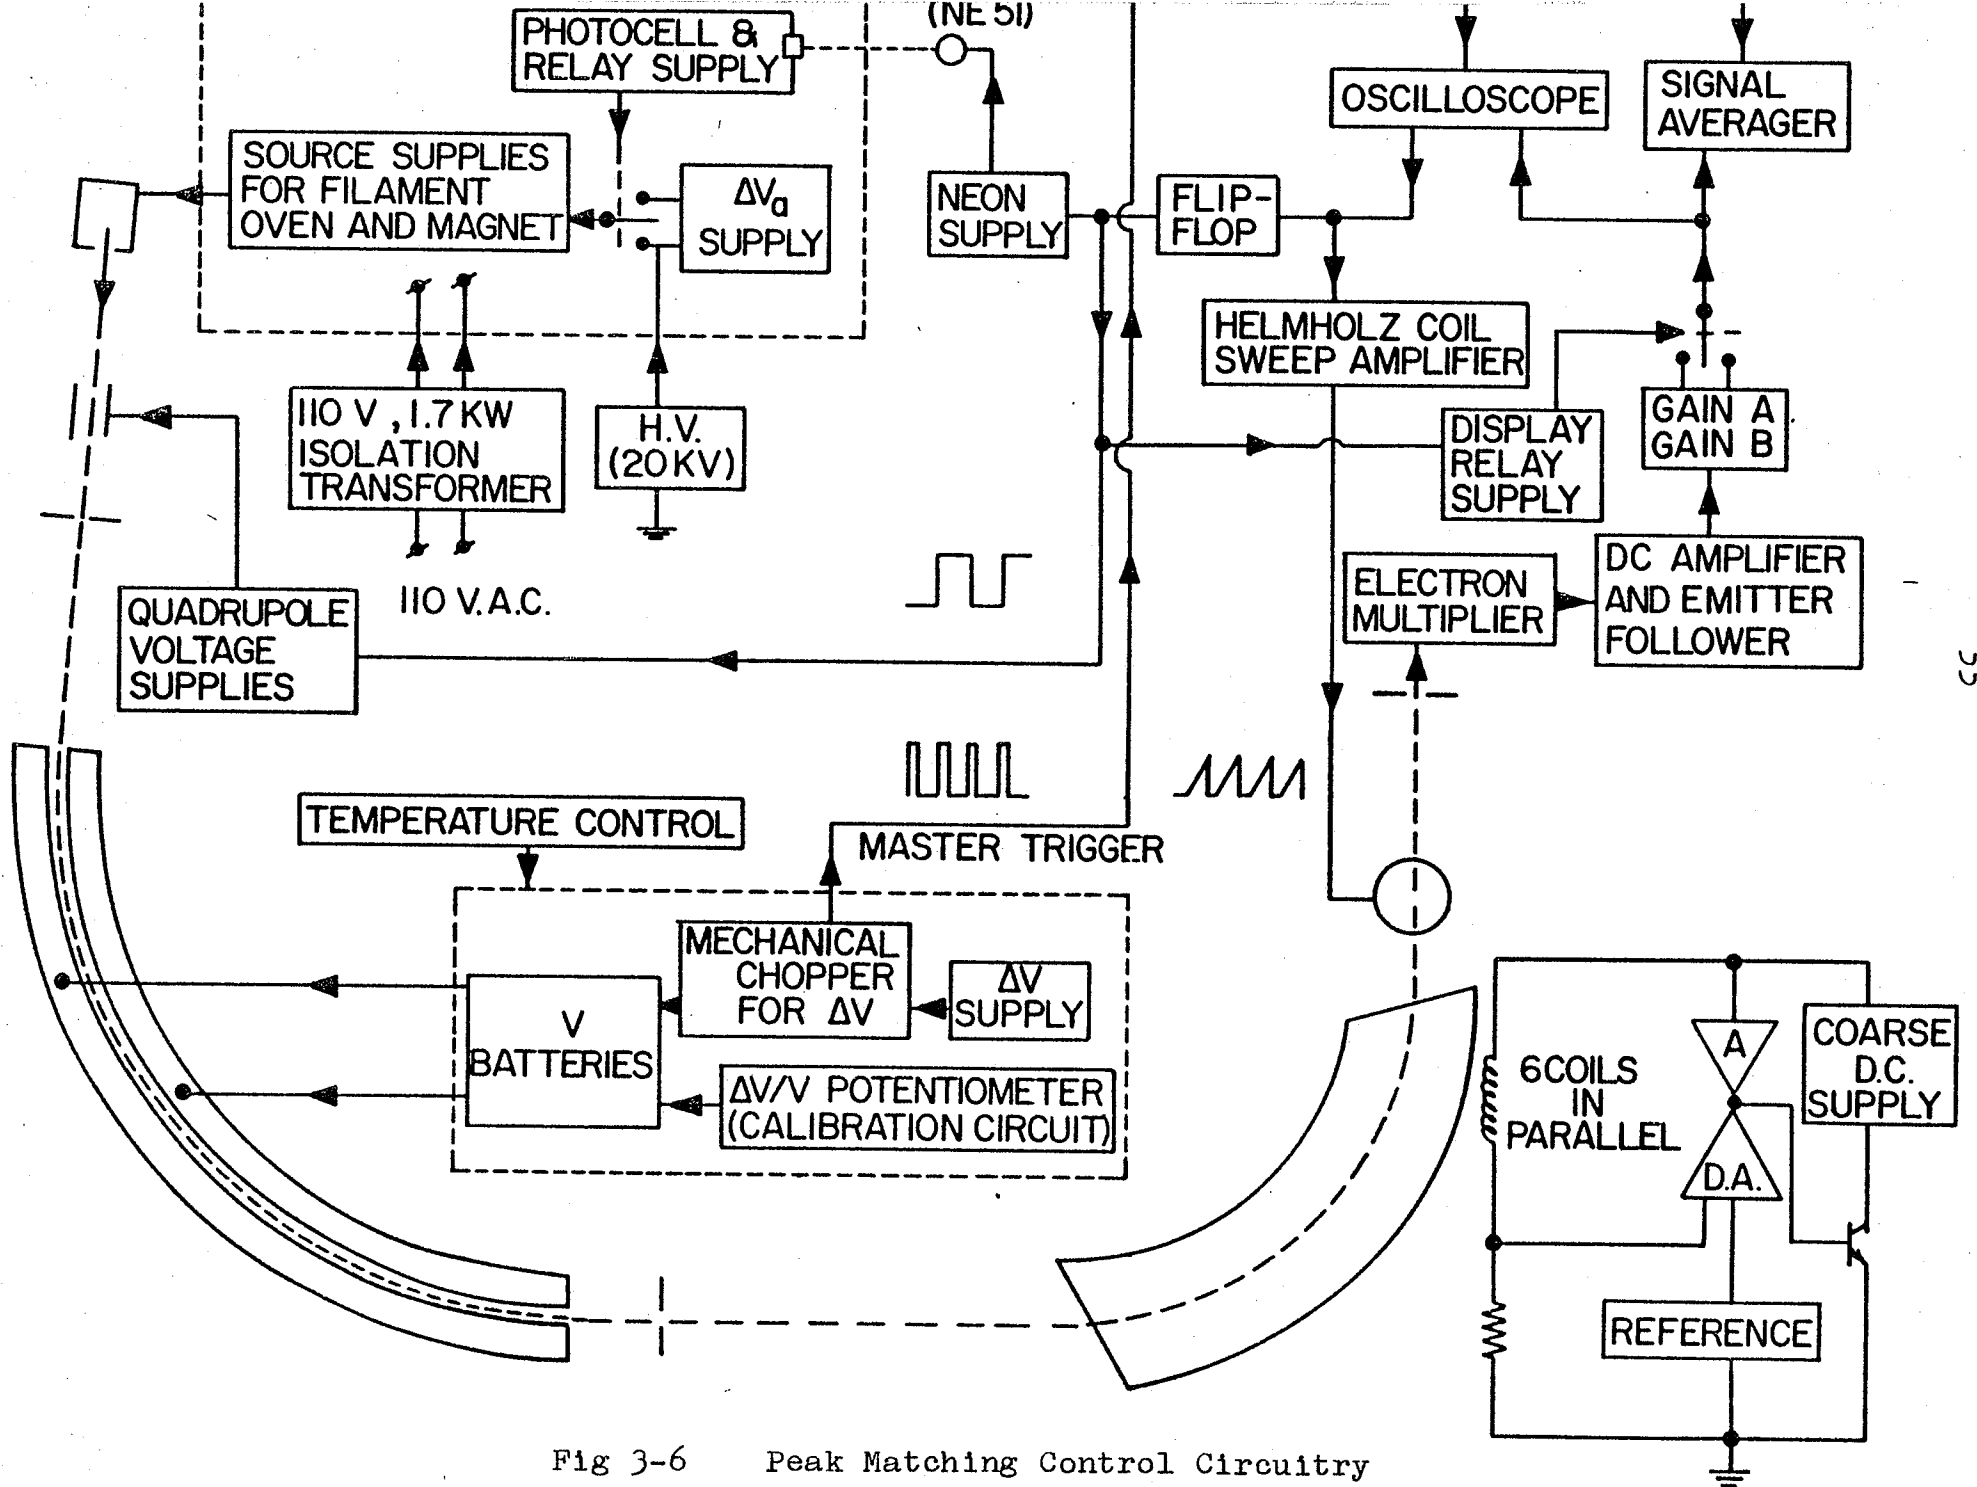 (NE 51)
PHOTOCELL &
RELAY SUPPLY
OSCILLOSCOPE
SIGNAL
AVERAGER
SOURCE SUPPLIES
FOR FILAMENT
OVEN AND MAGNET
ΔVa
SUPPLY
NEON
SUPPLY
FLIP-
FLOP
HELMHOLZ COIL
SWEEP AMPLIFIER
110 V, 1.7 KW
ISOLATION
TRANSFORMER
H.V.
(20 KV)
DISPLAY
RELAY
SUPPLY
GAIN A
GAIN B
110 V.A.C.
QUADRUPOLE
VOLTAGE
SUPPLIES
ELECTRON
MULTIPLIER
DC AMPLIFIER
AND EMITTER
FOLLOWER
TEMPERATURE CONTROL
MASTER TRIGGER
MECHANICAL
CHOPPER
FOR ΔV
ΔV
SUPPLY
V
BATTERIES
ΔV/V POTENTIOMETER
(CALIBRATION CIRCUIT)
6 COILS
IN
PARALLEL
A
D.A.
COARSE
D.C.
SUPPLY
REFERENCE
Fig 3-6 Peak Matching Control Circuitry